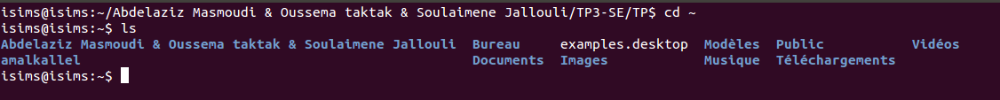 isims@isims:~/Abdelaziz Masmoudi & Oussema taktak & Soulaimene Jallouli/TP3-SE/TP$ cd ~
isims@isims:~$ ls
Abdelaziz Masmoudi & Oussema taktak & Soulaimene Jallouli  Bureau     examples.desktop  Modèles  Public           Vidéos
amalkallel                                                 Documents  Images            Musique  Téléchargements
isims@isims:~$